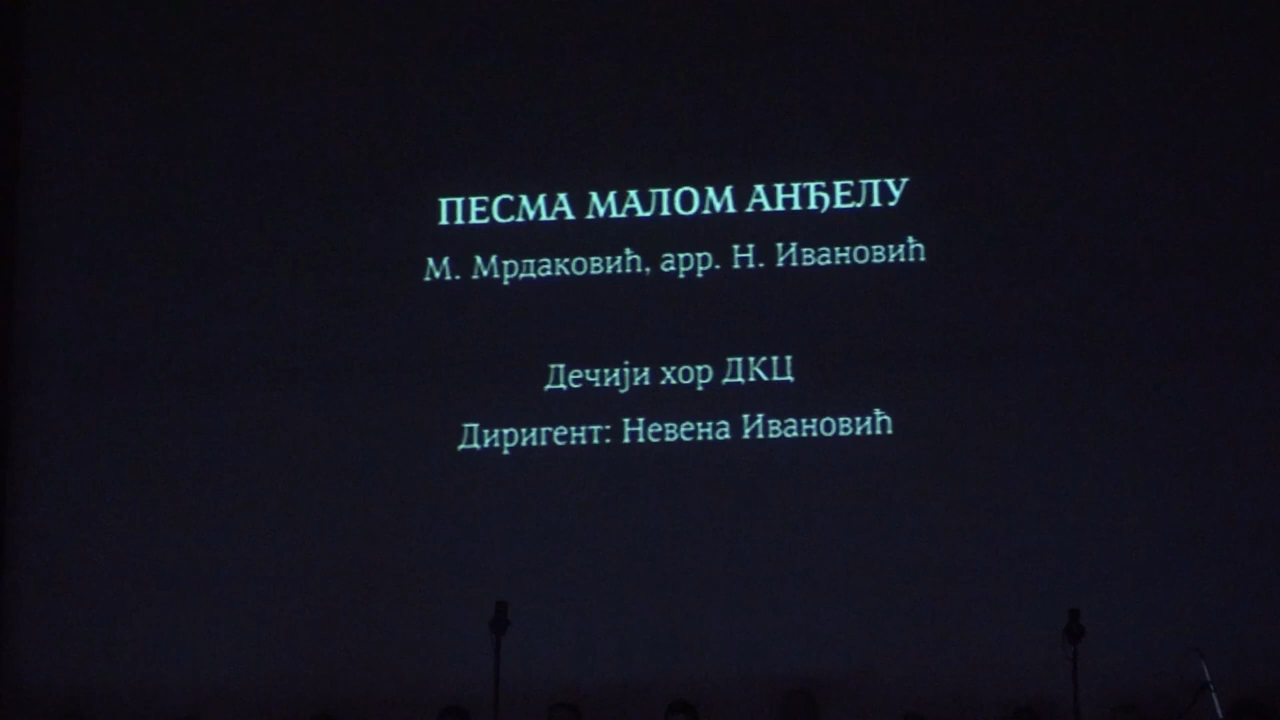 ПЕСМА МАЛОМ АНЂЕЛУ
М. Мрдаковић, арр. Н. Ивановић
Дечији хор ДКЦ
Диригент: Невена Ивановић